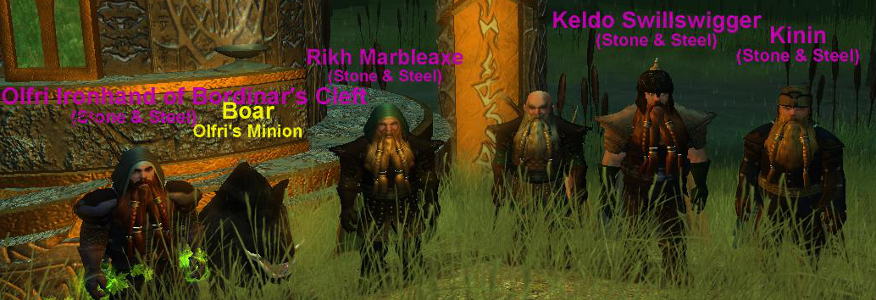 Olfri Ironhand of Bordinar's Cleft
(Stone & Steel)
Boar
Olfri's Minion
Rikh Marbleaxe
(Stone & Steel)
Keldo Swillswigger
(Stone & Steel)
Kinin
(Stone & Steel)